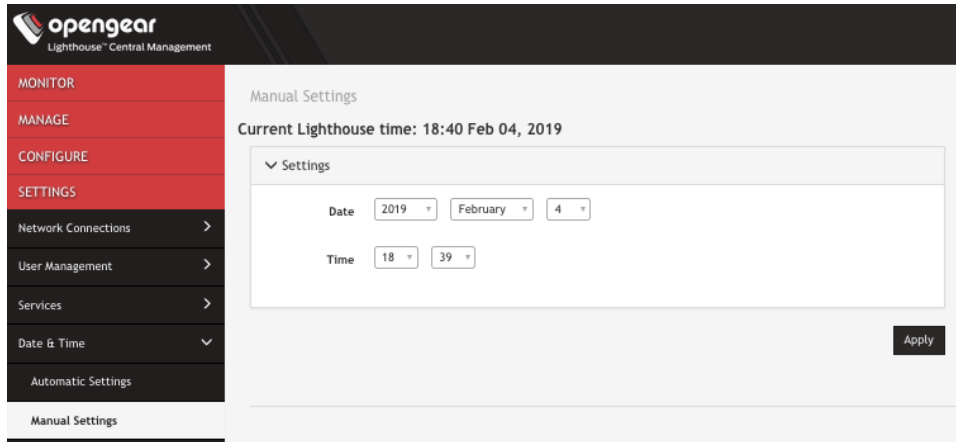 opengear
Lighthouse™ Central Management
MONITOR
MANAGE
CONFIGURE
SETTINGS
Network Connections
User Management
Services
Date & Time
Automatic Settings
Manual Settings
Manual Settings
Current Lighthouse time: 18:40 Feb 04, 2019
Settings
Date 2019 February 4
Time 18 39
Apply